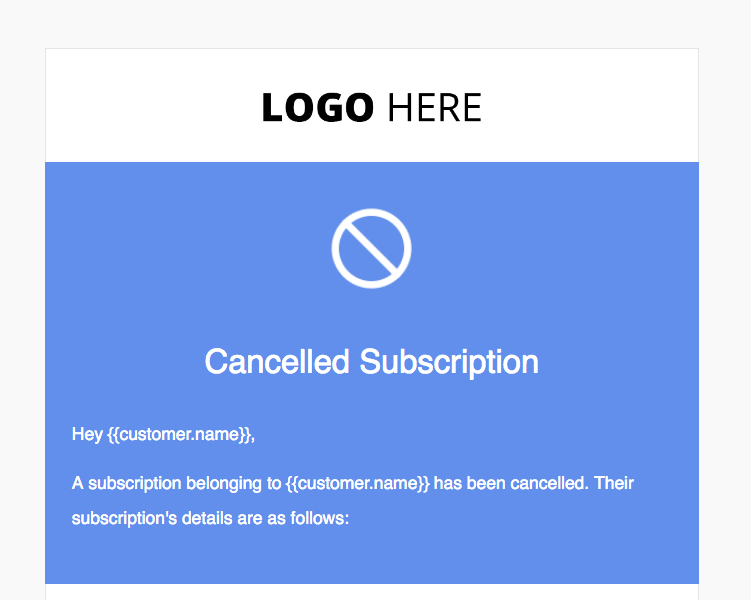 LOGO HERE
Cancelled Subscription
Hey {{customer.name}},
A subscription belonging to {{customer.name}} has been cancelled. Their
subscription's details are as follows: